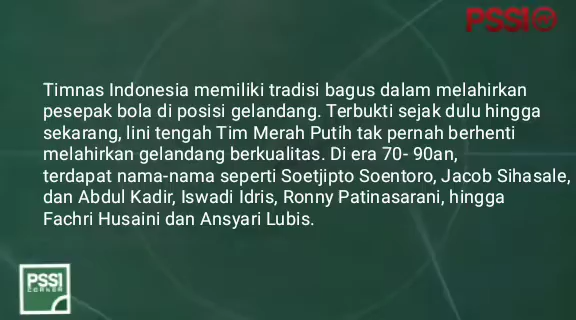 PSSI
Timnas Indonesia memiliki tradisi bagus dalam melahirkan
pesepak bola di posisi gelandang. Terbukti sejak dulu hingga
sekarang, lini tengah Tim Merah Putih tak pernah berhenti
melahirkan gelandang berkualitas. Di era 70- 90an,
terdapat nama-nama seperti Soetjipto Soentoro, Jacob Sihasale,
dan Abdul Kadir, Iswadi Idris, Ronny Patinasarani, hingga
Fachri Husaini dan Ansyari Lubis.
PSSI
CORNER